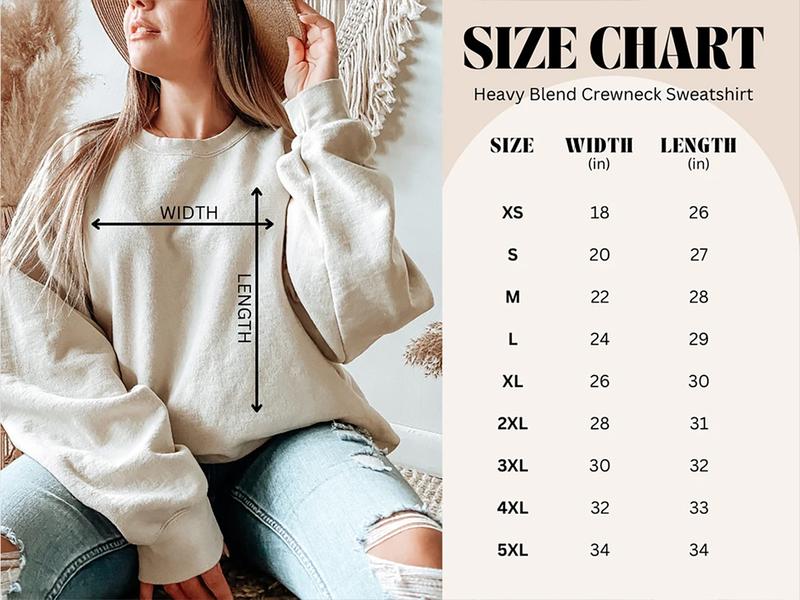 WIDTH
LENGTH
SIZE CHART
Heavy Blend Crewneck Sweatshirt
SIZE WIDTH LENGTH
(in) (in)
XS 18 26
S 20 27
M 22 28
L 24 29
XL 26 30
2XL 28 31
3XL 30 32
4XL 32 33
5XL 34 34